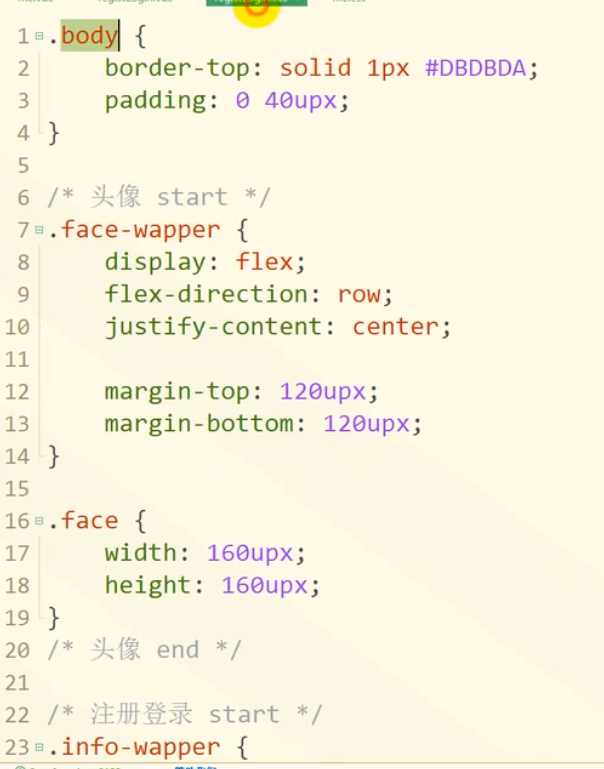 1 .body {
2 border-top: solid 1px #DBDBDA;
3 padding: 0 40upx;
4 }
5
6 /* 头像 start */
7 .face-wapper {
8 display: flex;
9 flex-direction: row;
10 justify-content: center;
11
12 margin-top: 120upx;
13 margin-bottom: 120upx;
14 }
15
16 .face {
17 width: 160upx;
18 height: 160upx;
19 }
20 /* 头像 end */
21
22 /* 注册登录 start */
23 .info-wapper {